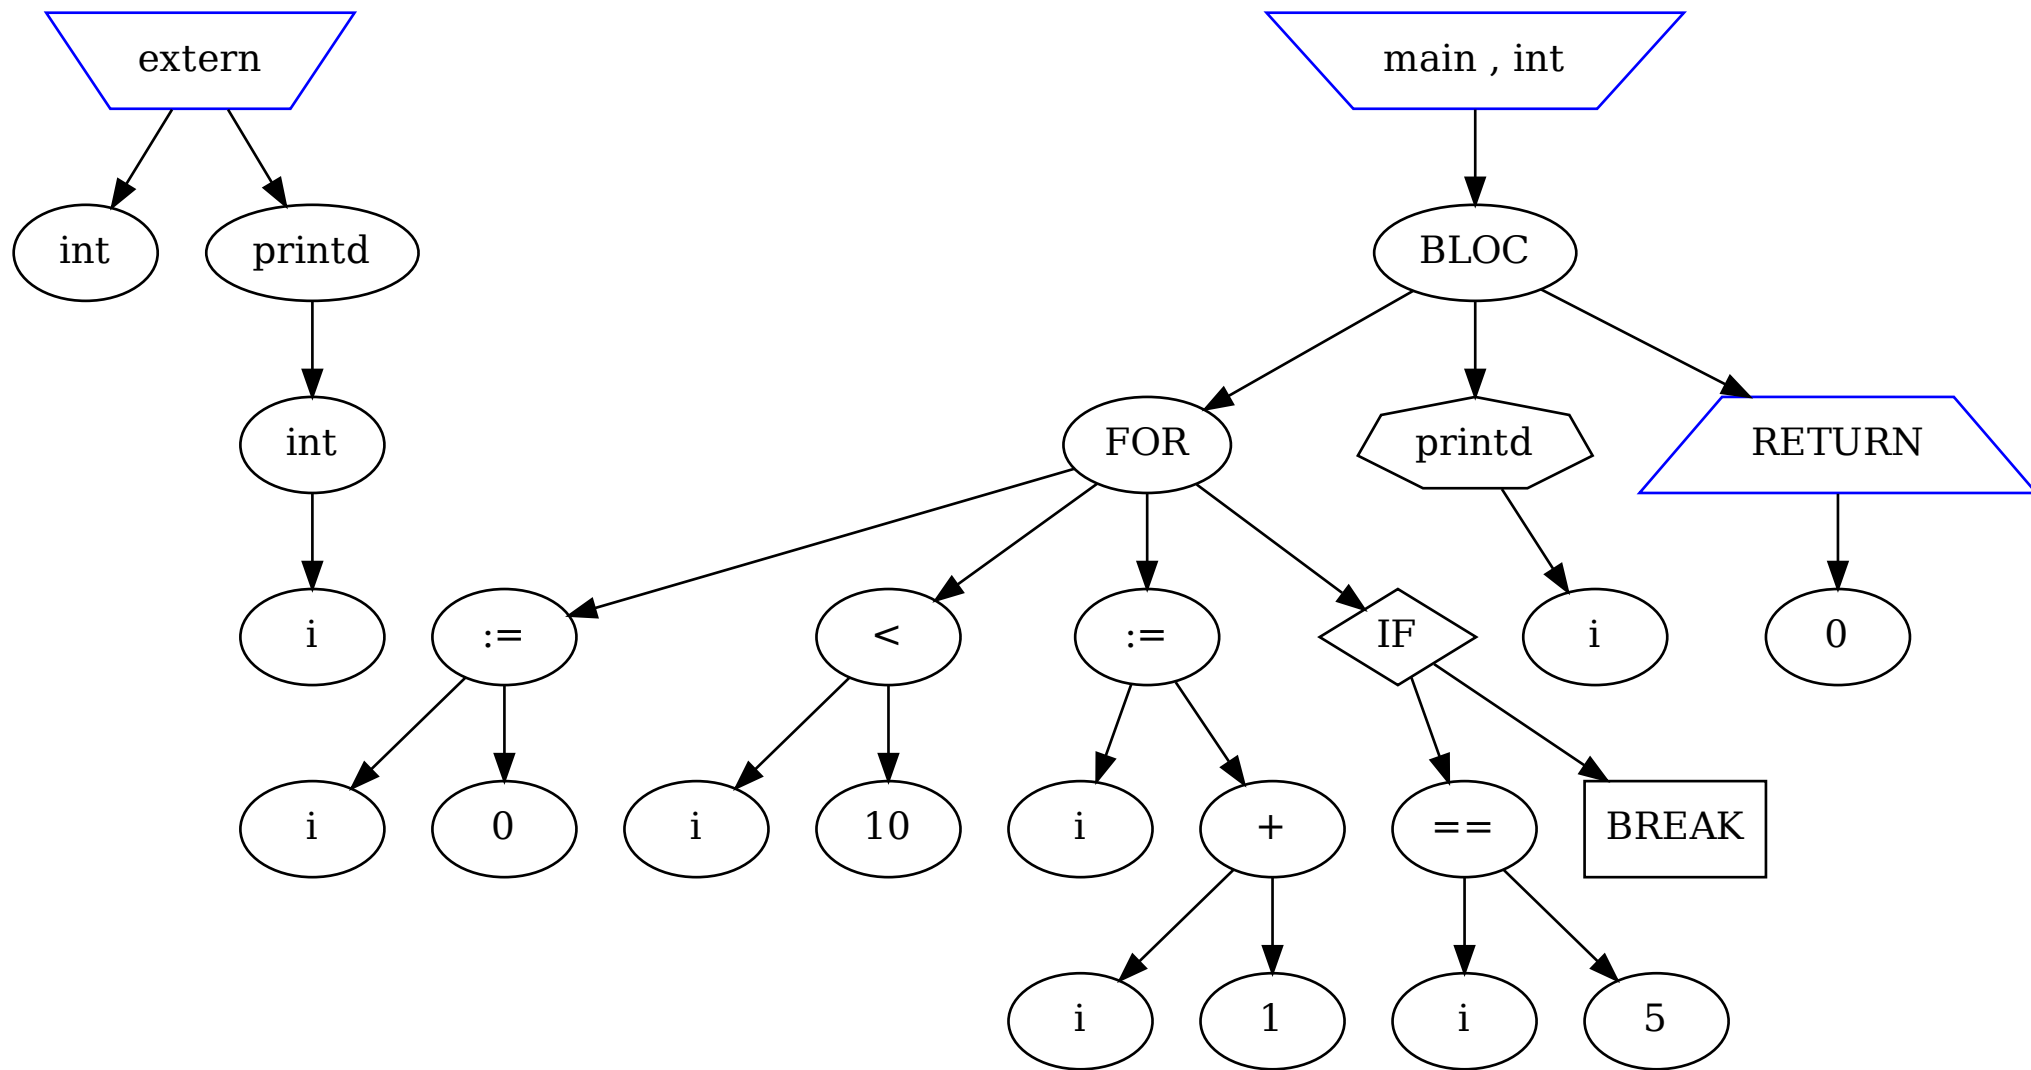 extern
main , int
int
printd
BLOC
int
FOR
printd
RETURN
i
:=
<
:=
IF
i
0
i
0
i
10
i
+
==
BREAK
i
1
i
5